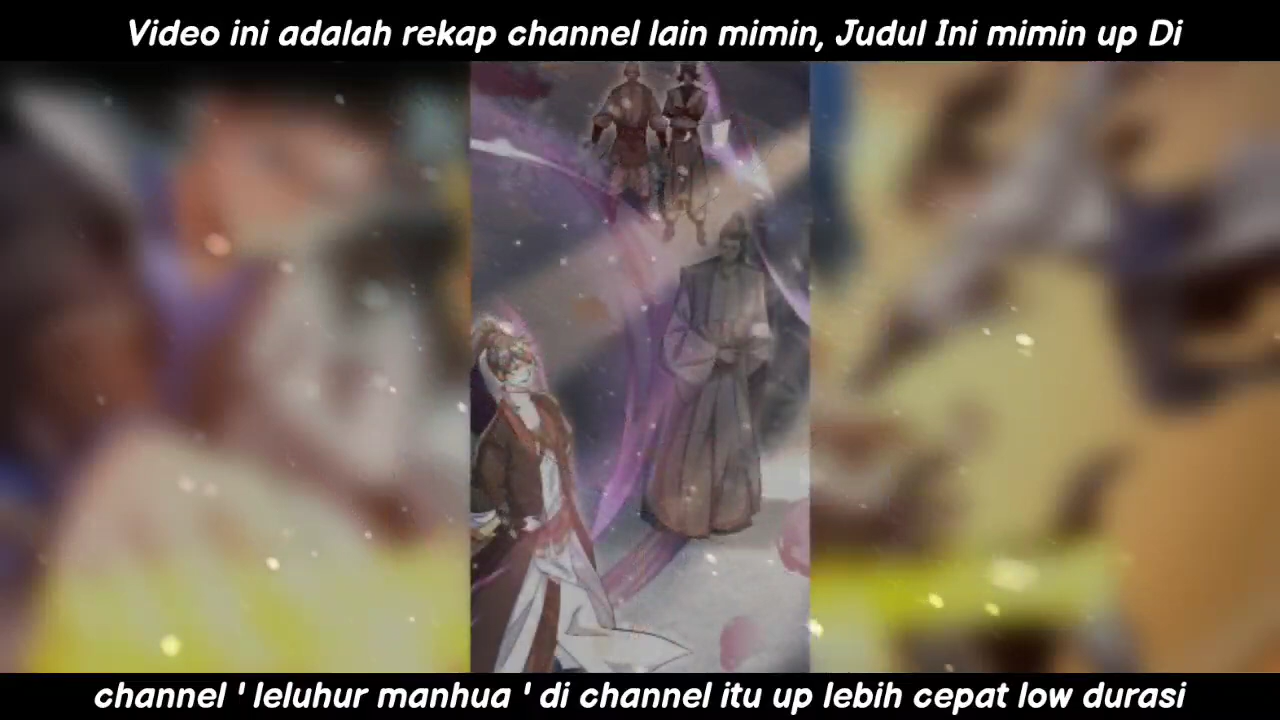 Video ini adalah rekap channel lain mimin, Judul Ini mimin up Di
channel ' leluhur manhua ' di channel itu up lebih cepat low durasi